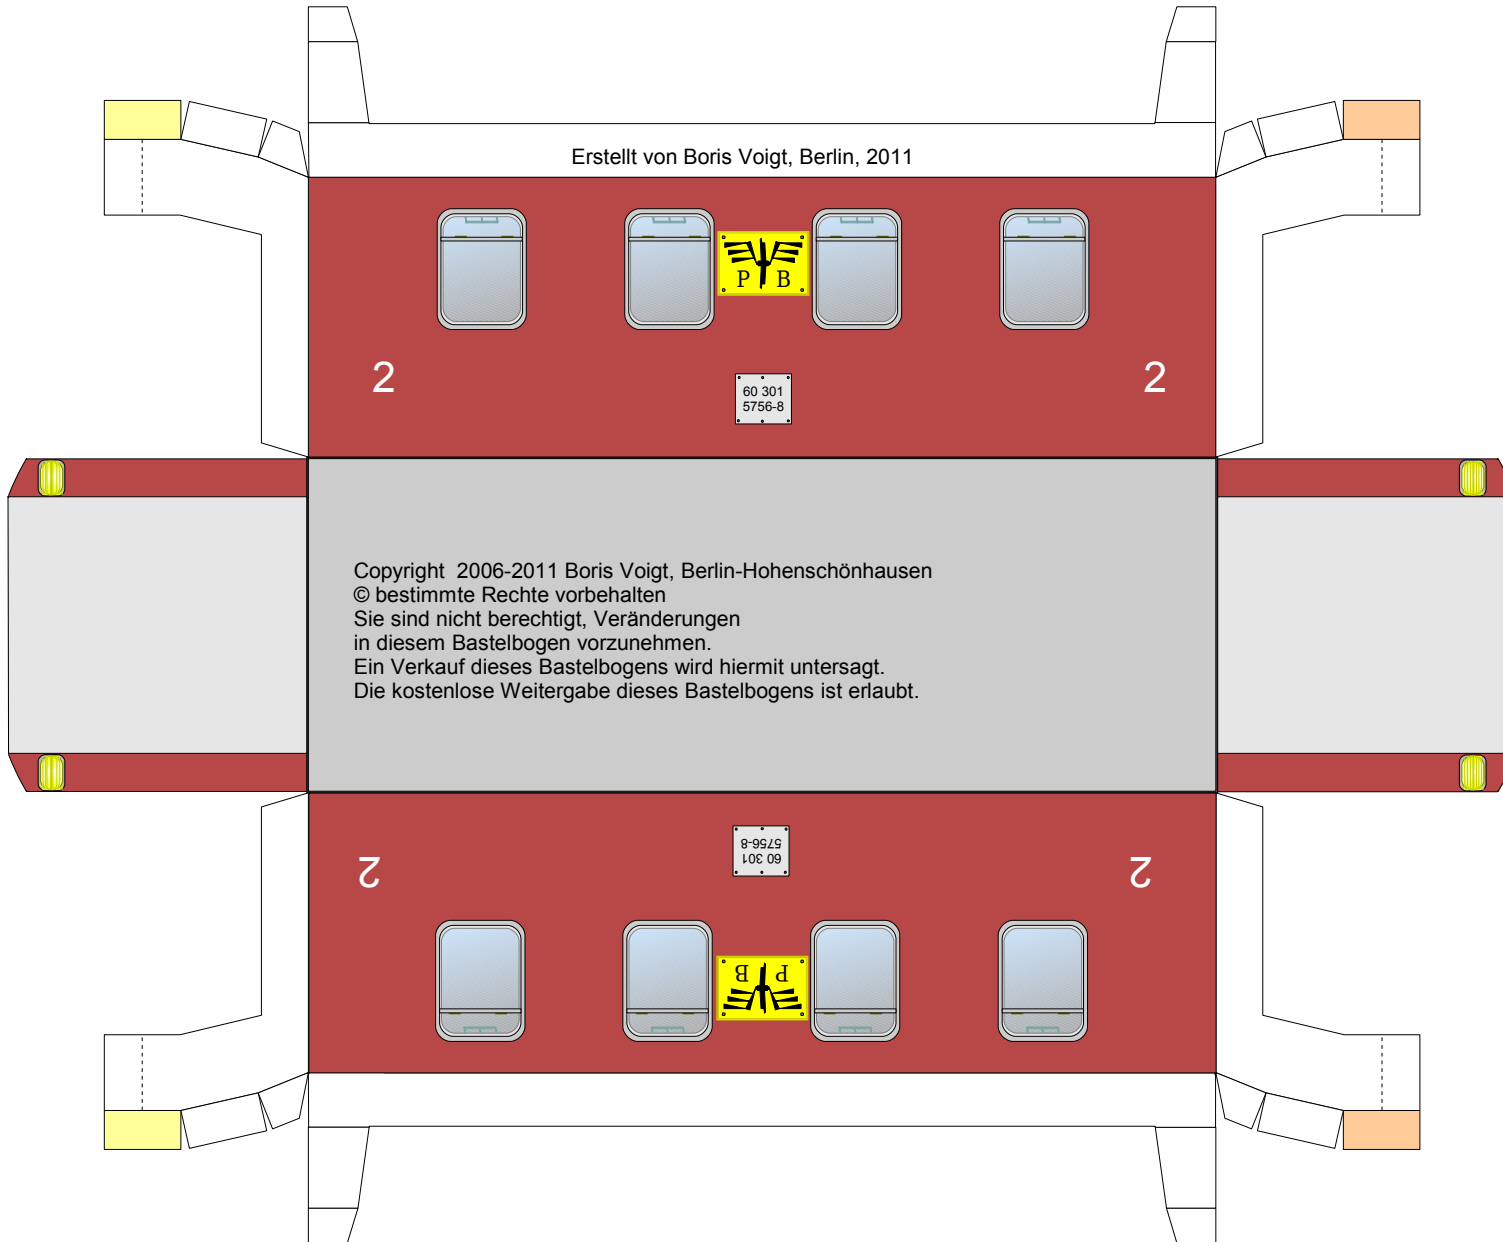 Erstellt von Boris Voigt, Berlin, 2011
P B
2 2
60 301
5756-8
Copyright 2006-2011 Boris Voigt, Berlin-Hohenschönhausen
© bestimmte Rechte vorbehalten
Sie sind nicht berechtigt, Veränderungen
in diesem Bastelbogen vorzunehmen.
Ein Verkauf dieses Bastelbogens wird hiermit untersagt.
Die kostenlose Weitergabe dieses Bastelbogens ist erlaubt.
60 301
5756-8
2 2
P B